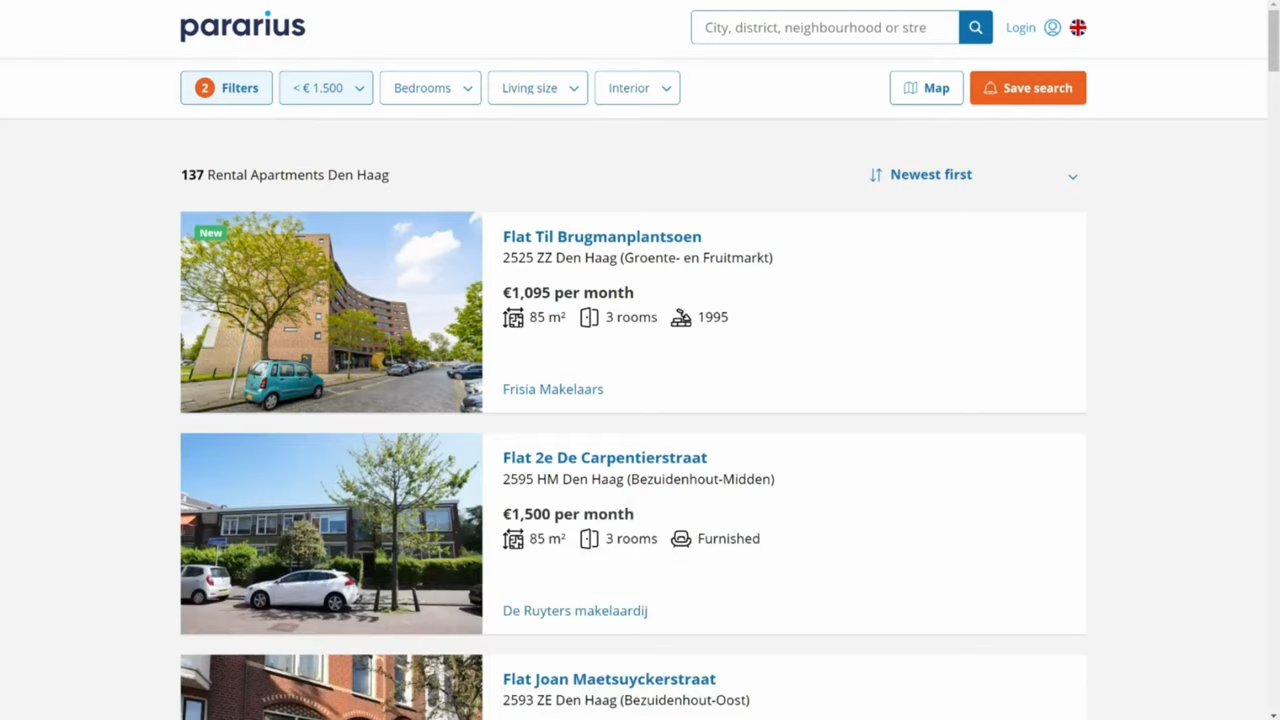 pararius
City, district, neighbourhood or stre
Login
2 Filters
< € 1.500
Bedrooms
Living size
Interior
Map
Save search
137 Rental Apartments Den Haag
Newest first
New
Flat Til Brugmanplantsoen
2525 ZZ Den Haag (Groente- en Fruitmarkt)
€1,095 per month
85 m² 3 rooms 1995
Frisia Makelaars
Flat 2e De Carpentierstraat
2595 HM Den Haag (Bezuidenhout-Midden)
€1,500 per month
85 m² 3 rooms Furnished
De Ruyters makelaardij
Flat Joan Maetsuyckerstraat
2593 ZE Den Haag (Bezuidenhout-Oost)